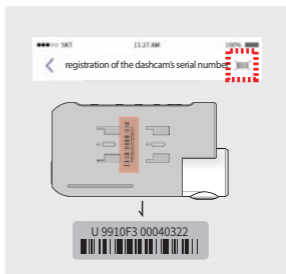 SKT 11:27 AM 100%
registration of the dashcam's serial number
U 9910F3 00040322